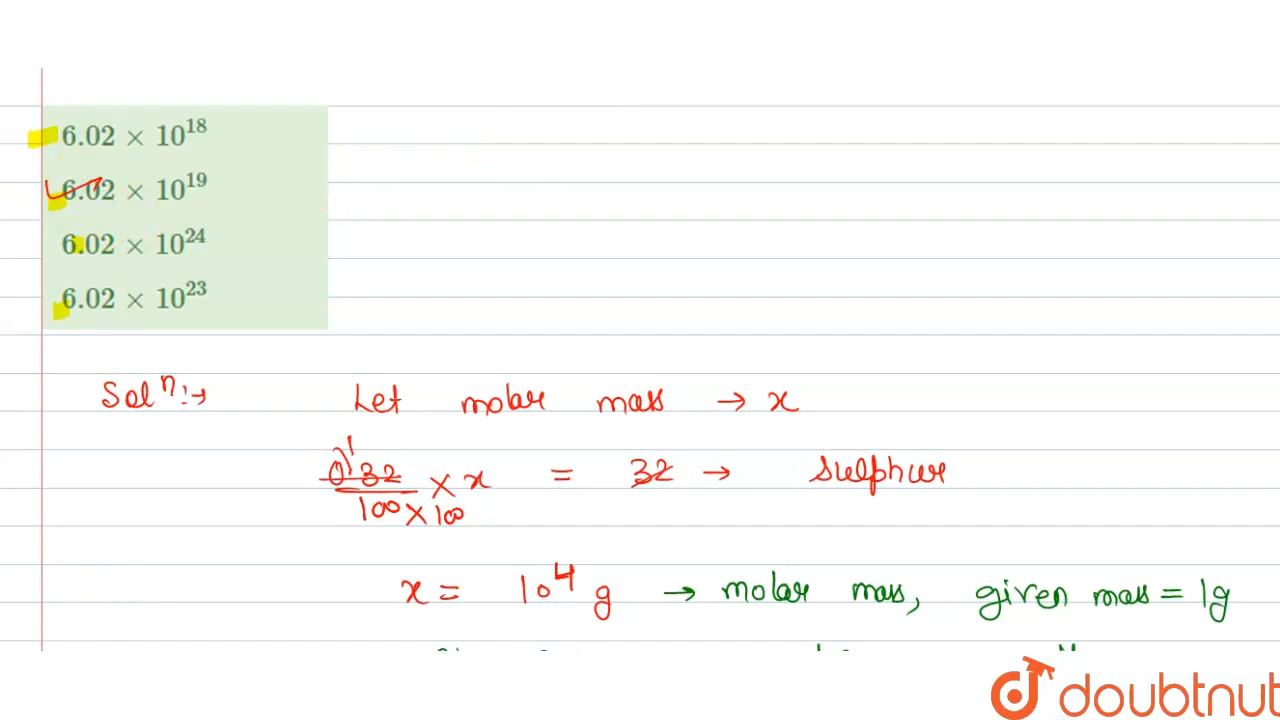 6.02 × 10^18
6.02 × 10^19
6.02 × 10^24
6.02 × 10^23
Sol^n :→ Let molar mass → x
0.32 / 100 × 100 × x = 32 → sulphur
x = 10^4 g → molar mass, given mass = 1g
doubtnut